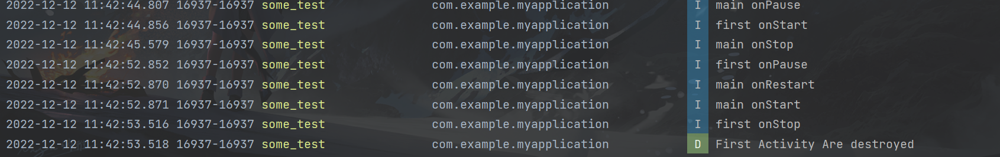 2022-12-12 11:42:44.807 16937-16937 some_test com.example.myapplication I main onPause
2022-12-12 11:42:44.856 16937-16937 some_test com.example.myapplication I first onStart
2022-12-12 11:42:45.579 16937-16937 some_test com.example.myapplication I main onStop
2022-12-12 11:42:52.852 16937-16937 some_test com.example.myapplication I first onPause
2022-12-12 11:42:52.870 16937-16937 some_test com.example.myapplication I main onRestart
2022-12-12 11:42:52.871 16937-16937 some_test com.example.myapplication I main onStart
2022-12-12 11:42:53.516 16937-16937 some_test com.example.myapplication I first onStop
2022-12-12 11:42:53.518 16937-16937 some_test com.example.myapplication D First Activity Are destroyed